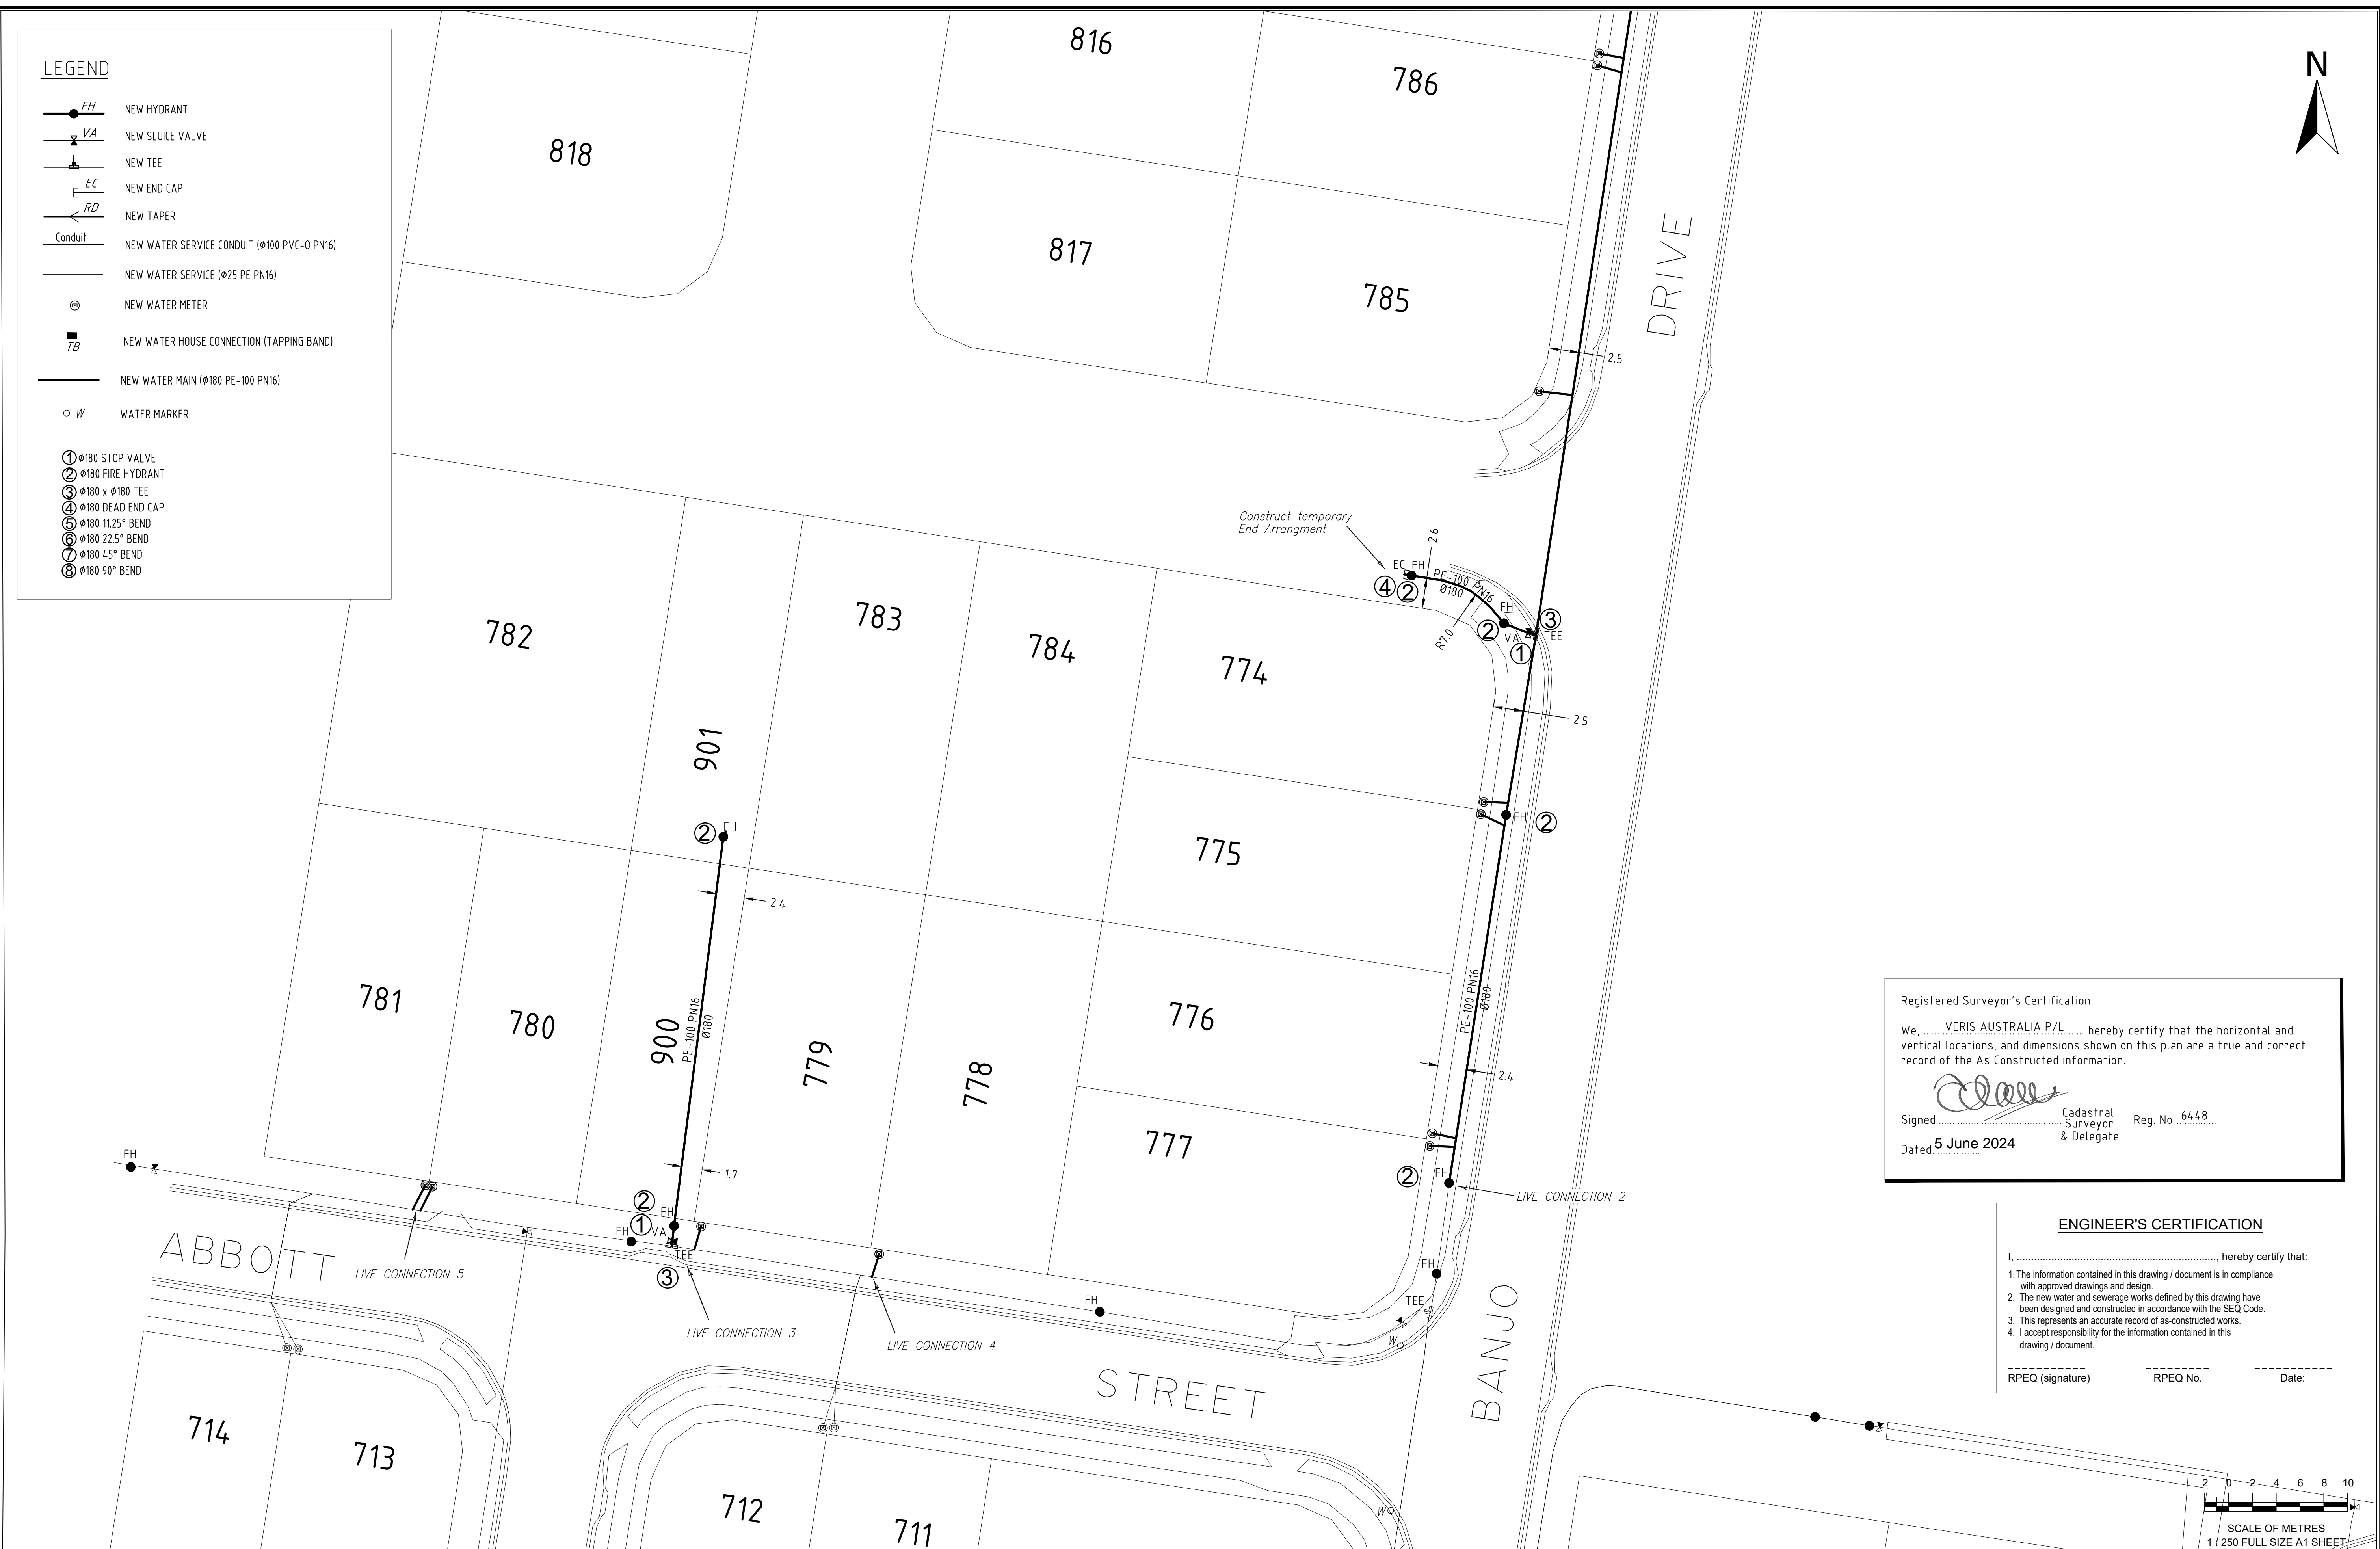 LEGEND
FH NEW HYDRANT
VA NEW SLUICE VALVE
NEW TEE
EC NEW END CAP
RD NEW TAPER
Conduit NEW WATER SERVICE CONDUIT (Ø100 PVC-O PN16)
NEW WATER SERVICE (Ø25 PE PN16)
NEW WATER METER
TB NEW WATER HOUSE CONNECTION (TAPPING BAND)
NEW WATER MAIN (Ø180 PE-100 PN16)
W WATER MARKER
1 Ø180 STOP VALVE
2 Ø180 FIRE HYDRANT
3 Ø180 x Ø180 TEE
4 Ø180 DEAD END CAP
5 Ø180 11.25° BEND
6 Ø180 22.5° BEND
7 Ø180 45° BEND
8 Ø180 90° BEND
816
786
818
817
785
N
DRIVE
2.5
Construct temporary
End Arrangment
2.6
EC FH
4 2
PE-100 PN16
Ø180
R7.0
FH
2
VA
1
3
TEE
2.5
782
783
784
774
901
2 FH
775
FH 2
2.4
781
780
900
PE-100 PN16
Ø180
779
778
776
777
PE-100 PN16
Ø180
2.4
1.7
2 FH
LIVE CONNECTION 2
FH
2
FH
1 VA
FH
TEE
3
FH
FH
TEE
W
ABBOTT
LIVE CONNECTION 5
LIVE CONNECTION 3
LIVE CONNECTION 4
STREET
BANJO
714
713
712
711
W
Registered Surveyor's Certification.
We, VERIS AUSTRALIA P/L hereby certify that the horizontal and
vertical locations, and dimensions shown on this plan are a true and correct
record of the As Constructed information.
Signed Cadastral Surveyor & Delegate Reg. No 6448
Dated 5 June 2024
ENGINEER'S CERTIFICATION
I, ......, hereby certify that:
1. The information contained in this drawing / document is in compliance
with approved drawings and design.
2. The new water and sewerage works defined by this drawing have
been designed and constructed in accordance with the SEQ Code.
3. This represents an accurate record of as-constructed works.
4. I accept responsibility for the information contained in this
drawing / document.
RPEQ (signature) RPEQ No. Date:
2 0 2 4 6 8 10
SCALE OF METRES
1 : 250 FULL SIZE A1 SHEET